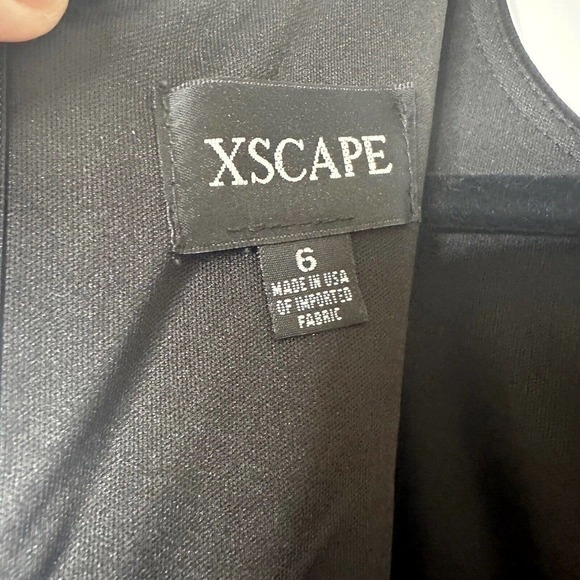 XSCAPE
6
MADE IN USA
OF IMPORTED
FABRIC